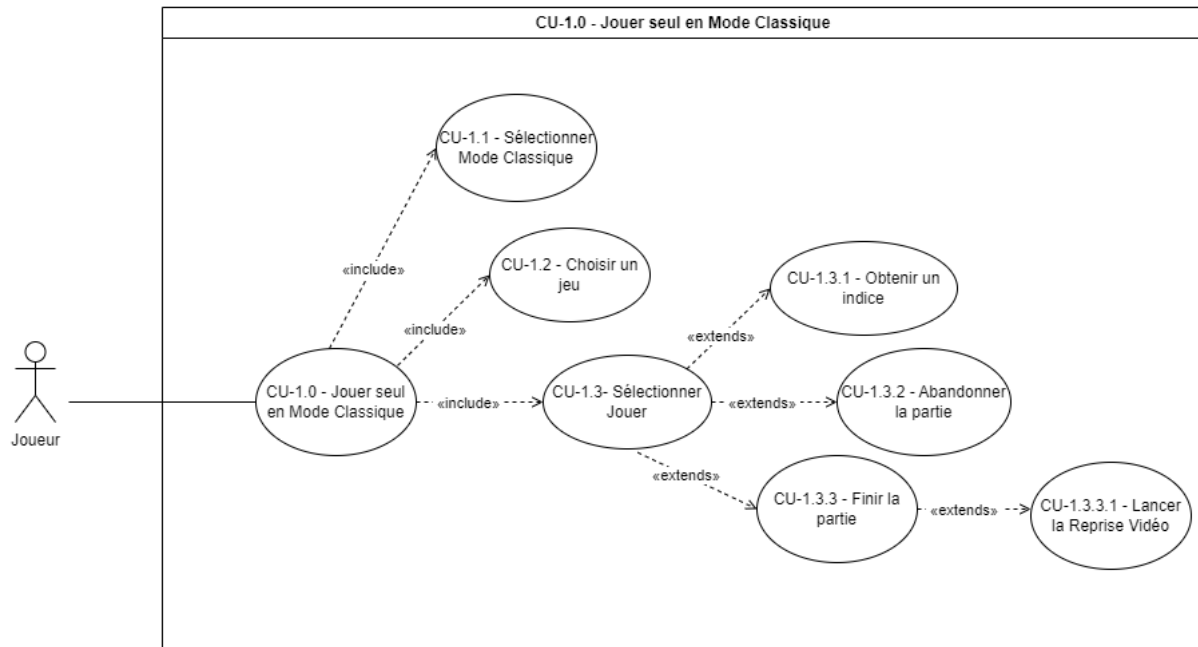 CU-1.0 - Jouer seul en Mode Classique
CU-1.1 - Sélectionner
Mode Classique
«include»
CU-1.2 - Choisir un
jeu
«include»
CU-1.3.1 - Obtenir un
indice
«extends»
Joueur
CU-1.0 - Jouer seul
en Mode Classique
«include»
CU-1.3- Sélectionner
Jouer
«extends»
CU-1.3.2 - Abandonner
la partie
«extends»
CU-1.3.3 - Finir la
partie
«extends»
CU-1.3.3.1 - Lancer
la Reprise Vidéo